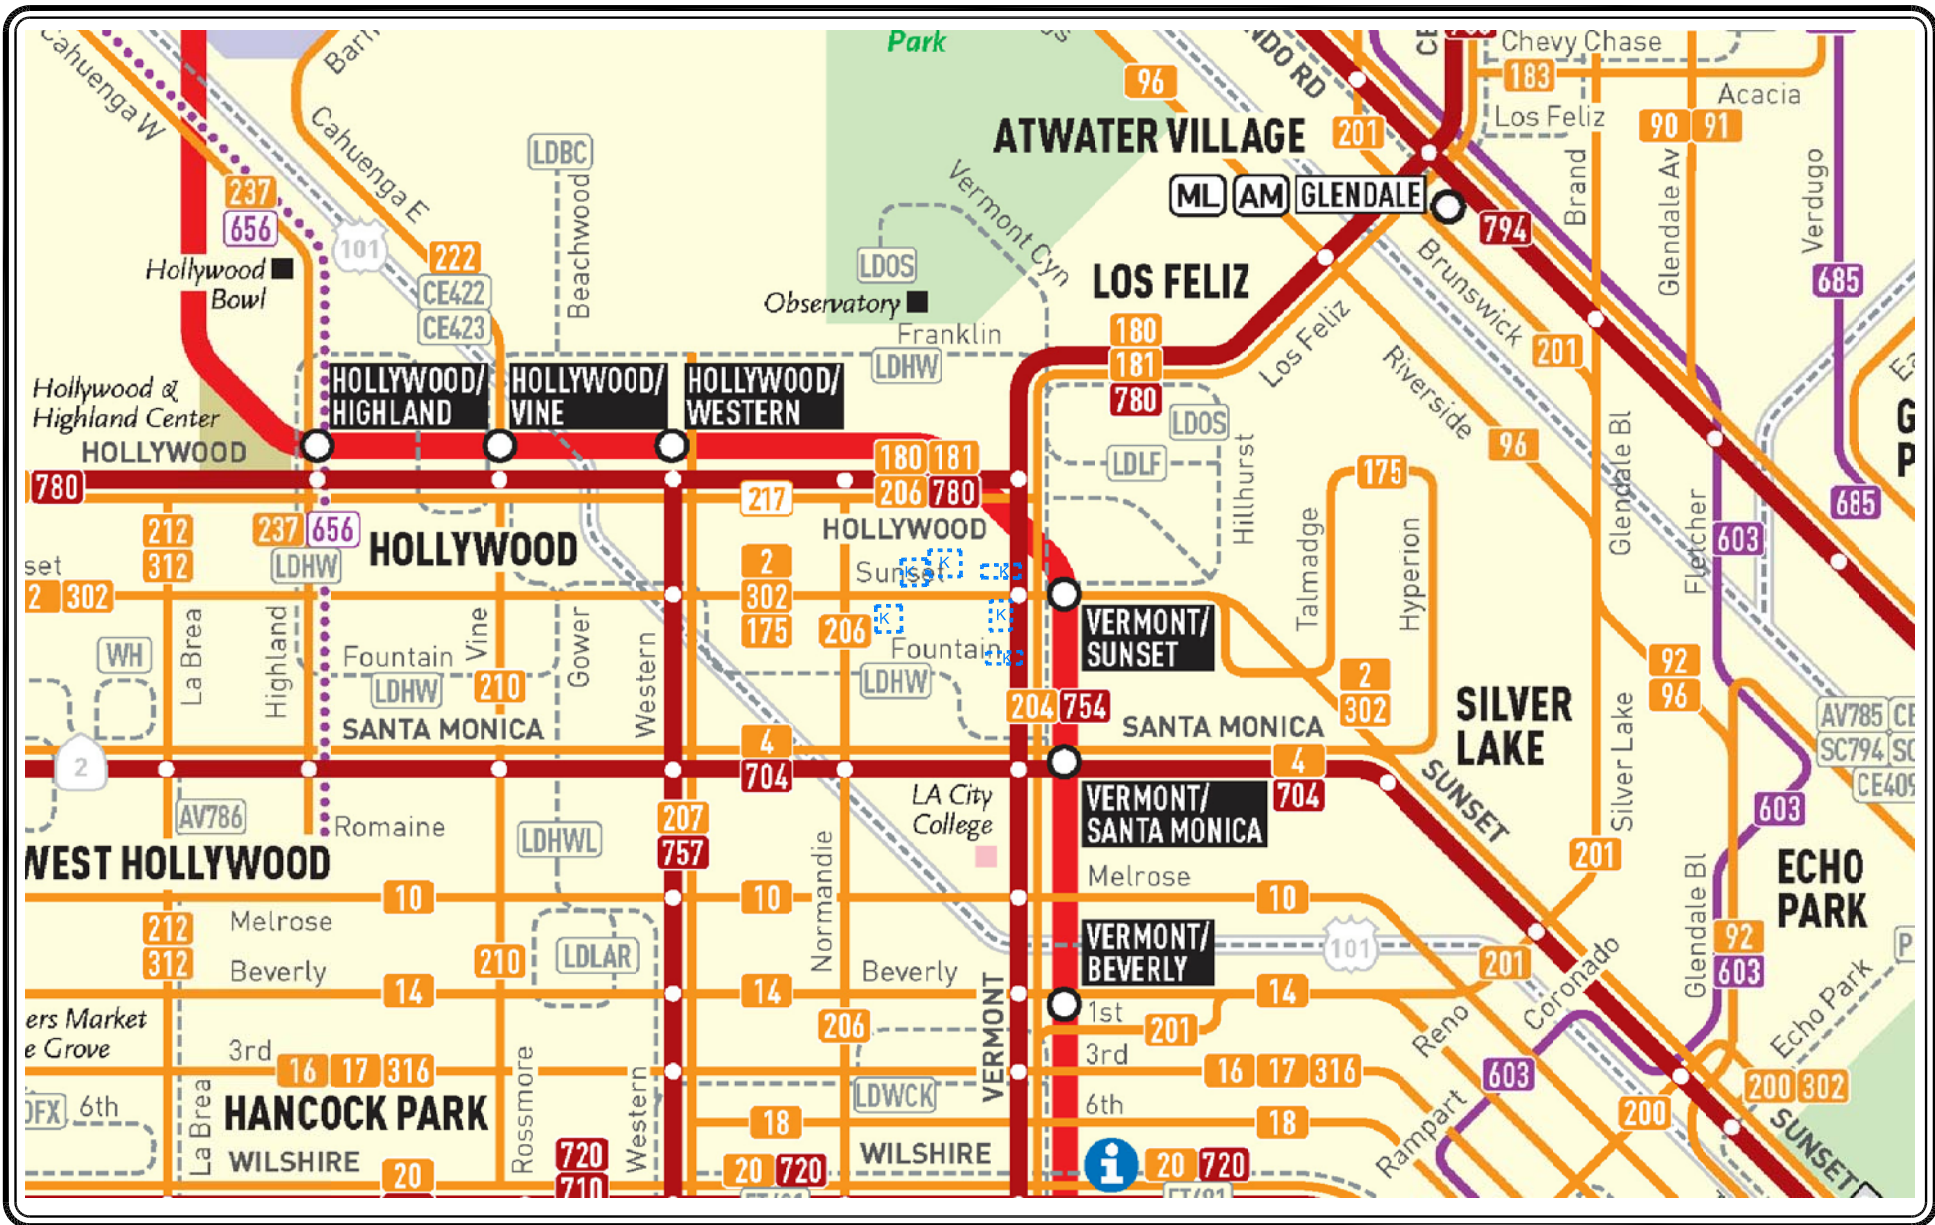 Park
Cahuenga W
Cahuenga E
96
Chevy Chase
183
Acacia
Los Feliz
90 91
201
ATWATER VILLAGE
ML AM GLENDALE
794
LDBC
Beachwood
Vermont Cyn
Brand
Glendale Av
Verdugo
237
656
101
222
CE422
CE423
Hollywood
Bowl
LDOS
Observatory
LOS FELIZ
Brunswick
685
Franklin
LDHW
180
181
780
Los Feliz
201
Riverside
Hollywood &
Highland Center
HOLLYWOOD/
HIGHLAND
HOLLYWOOD/
VINE
HOLLYWOOD/
WESTERN
LDOS
HOLLYWOOD
780
180 181
206 780
217
LDLF
Hillhurst
175
96
Glendale Bl
685
212
312
237 656
LDHW
HOLLYWOOD
HOLLYWOOD
Talmadge
Hyperion
Fletcher
603
2
302
175
Sunset
K
K
K
K
K
K
2 302
206
Fountain
VERMONT/
SUNSET
WH
La Brea
Highland
Fountain
LDHW
Vine
210
Gower
Western
LDHW
204 754
2
302
92
96
SILVER
LAKE
Silver Lake
SANTA MONICA
SANTA MONICA
2
4
704
4
704
AV785
SC794
CE409
603
AV786
Romaine
LDHWL
207
757
Normandie
LA City
College
VERMONT/
SANTA MONICA
SUNSET
WEST HOLLYWOOD
201
ECHO
PARK
Melrose
10
10
10
Melrose
212
312
210
LDLAR
VERMONT/
BEVERLY
101
201
Coronado
Glendale Bl
92
603
Beverly
14
14
Beverly
14
ers Market
e Grove
206
VERMONT
1st
201
Reno
Echo Park
3rd
16 17 316
3rd
16 17 316
603
200 302
6th
La Brea
HANCOCK PARK
Rossmore
Western
LDWCK
6th
18
18
200
Rampart
SUNSET
WILSHIRE
20
720
710
20 720
WILSHIRE
i
20 720